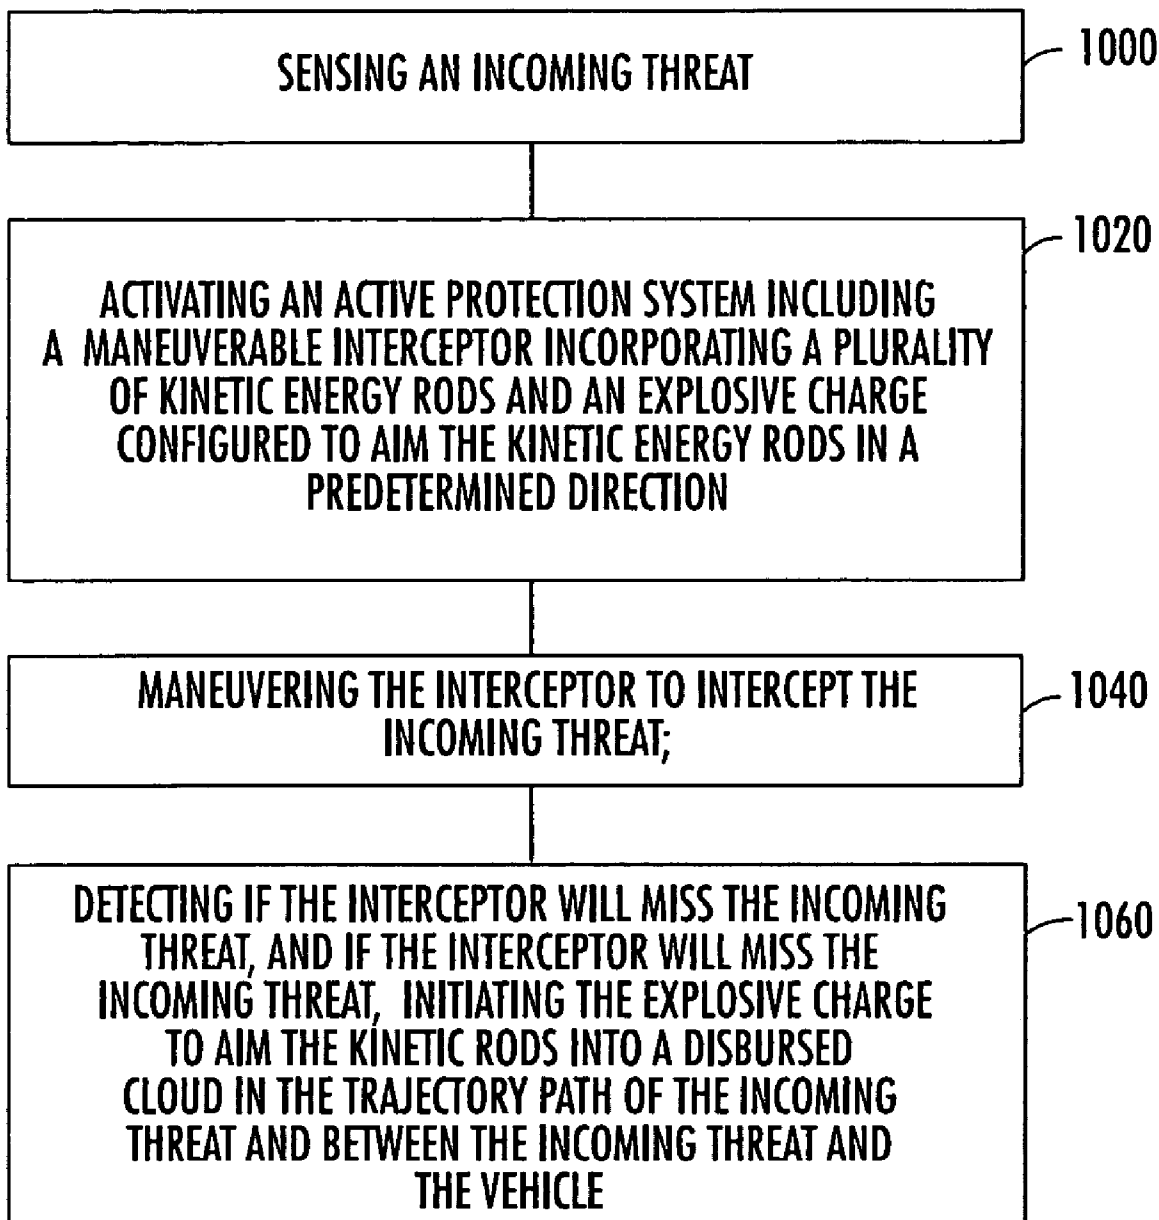 SENSING AN INCOMING THREAT
1000
ACTIVATING AN ACTIVE PROTECTION SYSTEM INCLUDING
A MANEUVERABLE INTERCEPTOR INCORPORATING A PLURALITY
OF KINETIC ENERGY RODS AND AN EXPLOSIVE CHARGE
CONFIGURED TO AIM THE KINETIC ENERGY RODS IN A
PREDETERMINED DIRECTION
1020
MANEUVERING THE INTERCEPTOR TO INTERCEPT THE
INCOMING THREAT;
1040
DETECTING IF THE INTERCEPTOR WILL MISS THE INCOMING
THREAT, AND IF THE INTERCEPTOR WILL MISS THE
INCOMING THREAT, INITIATING THE EXPLOSIVE CHARGE
TO AIM THE KINETIC RODS INTO A DISBURSED
CLOUD IN THE TRAJECTORY PATH OF THE INCOMING
THREAT AND BETWEEN THE INCOMING THREAT AND
THE VEHICLE
1060